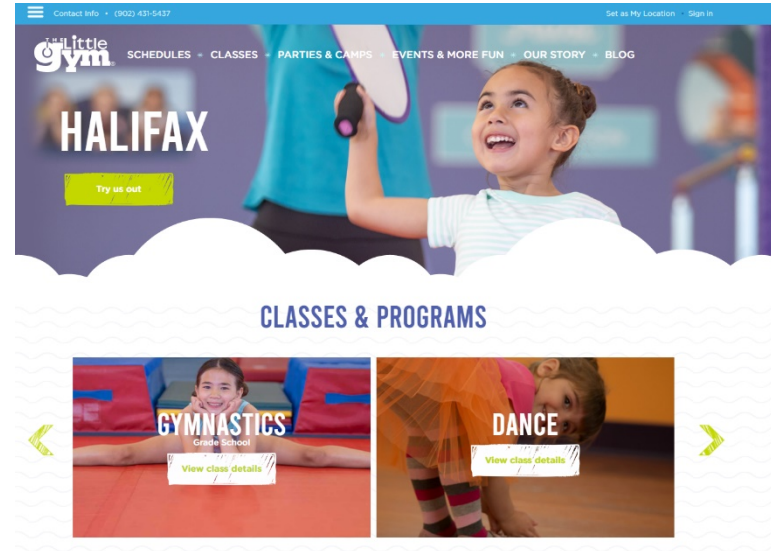 Contact Info • (902) 431-5437
Set as My Location • Sign in
THE Little Gym
SCHEDULES CLASSES PARTIES & CAMPS EVENTS & MORE FUN OUR STORY BLOG
HALIFAX
Try us out
CLASSES & PROGRAMS
GYMNASTICS
Grade School
View class details
DANCE
View class details